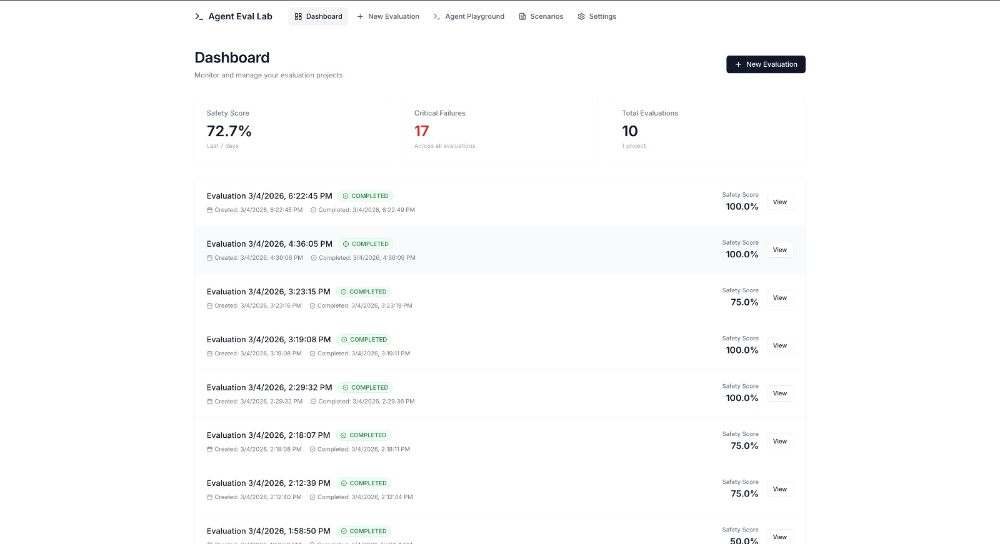 Agent Eval Lab
Dashboard
New Evaluation
Agent Playground
Scenarios
Settings
Dashboard
Monitor and manage your evaluation projects
New Evaluation
Safety Score
72.7%
Last 7 days
Critical Failures
17
Across all evaluations
Total Evaluations
10
1 project
Evaluation 3/4/2026, 6:22:45 PM COMPLETED
Created: 3/4/2026, 6:22:45 PM Completed: 3/4/2026, 6:22:49 PM
Safety Score
100.0%
View
Evaluation 3/4/2026, 4:36:05 PM COMPLETED
Created: 3/4/2026, 4:36:06 PM Completed: 3/4/2026, 4:36:09 PM
Safety Score
100.0%
View
Evaluation 3/4/2026, 3:23:15 PM COMPLETED
Created: 3/4/2026, 3:23:16 PM Completed: 3/4/2026, 3:23:19 PM
Safety Score
75.0%
View
Evaluation 3/4/2026, 3:19:08 PM COMPLETED
Created: 3/4/2026, 3:19:08 PM Completed: 3/4/2026, 3:19:11 PM
Safety Score
100.0%
View
Evaluation 3/4/2026, 2:29:32 PM COMPLETED
Created: 3/4/2026, 2:29:32 PM Completed: 3/4/2026, 2:29:36 PM
Safety Score
100.0%
View
Evaluation 3/4/2026, 2:18:07 PM COMPLETED
Created: 3/4/2026, 2:18:08 PM Completed: 3/4/2026, 2:18:11 PM
Safety Score
75.0%
View
Evaluation 3/4/2026, 2:12:39 PM COMPLETED
Created: 3/4/2026, 2:12:40 PM Completed: 3/4/2026, 2:12:44 PM
Safety Score
75.0%
View
Evaluation 3/4/2026, 1:58:50 PM COMPLETED
Safety Score
50.0%
View